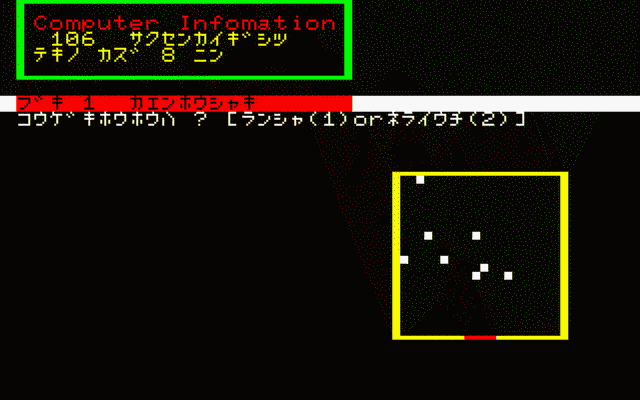 Computer Infomation
106 サクセンカイギシツ
テキノ カズ 8 ニン
ブキ 1 カエンホウシャキ
コウゲキホウホウハ ? [ランシャ(1)orネライウチ(2)]